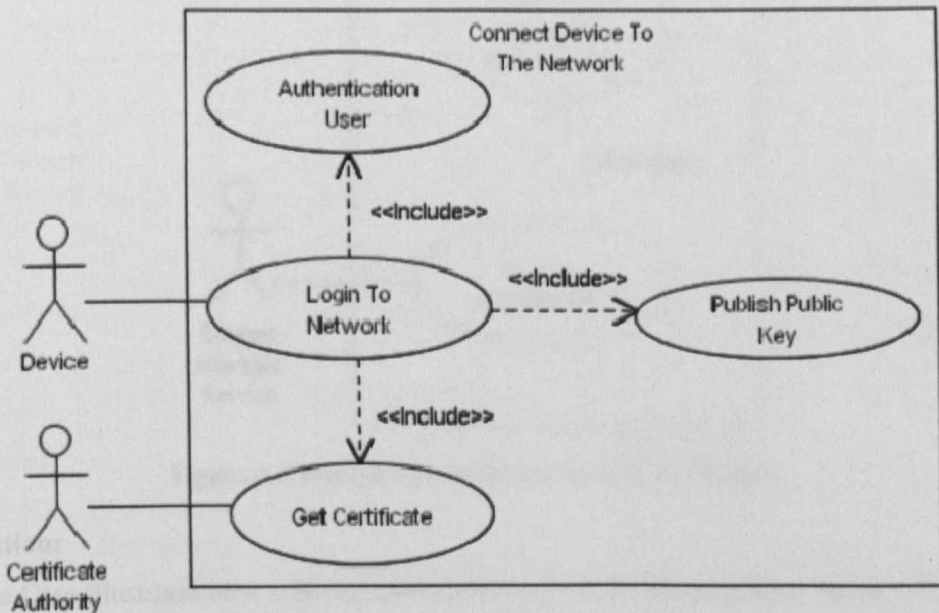 Connect Device To
The Network
Authentication
User
<<Include>>
Login To
Network
<<Include>>
Publish Public
Key
Device
<<Include>>
Get Certificate
Certificate
Authority